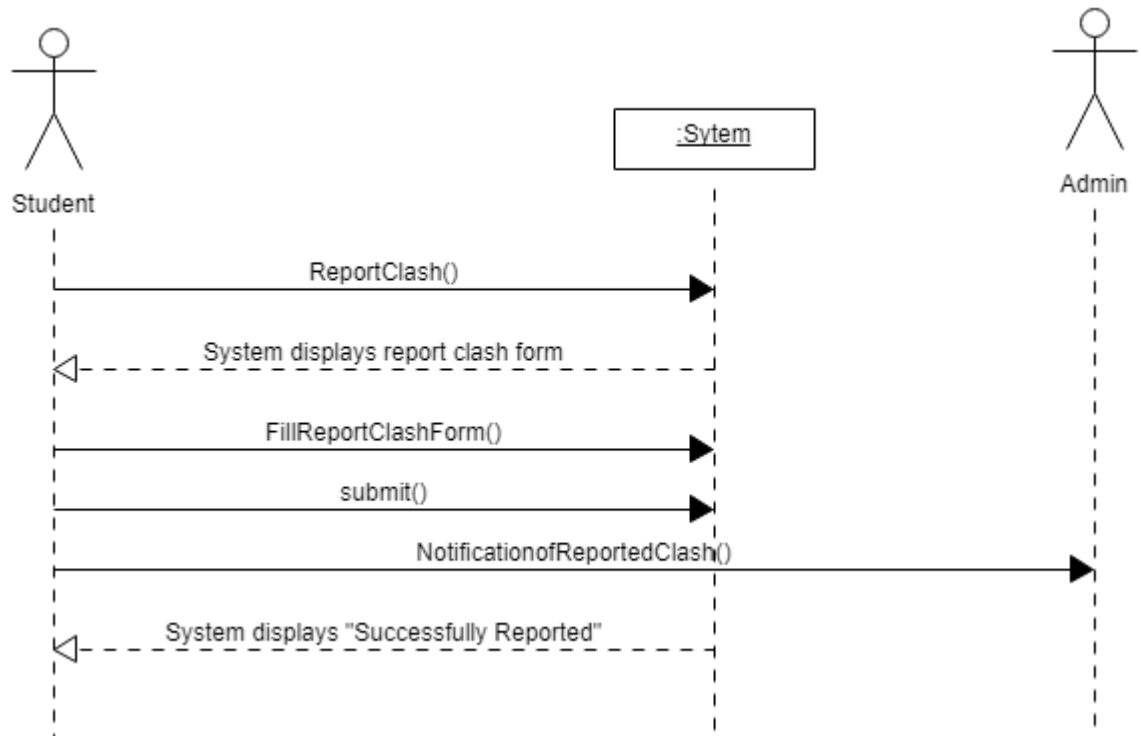 :Sytem
Admin
Student
ReportClash()
System displays report clash form
FillReportClashForm()
submit()
NotificationofReportedClash()
System displays "Successfully Reported"